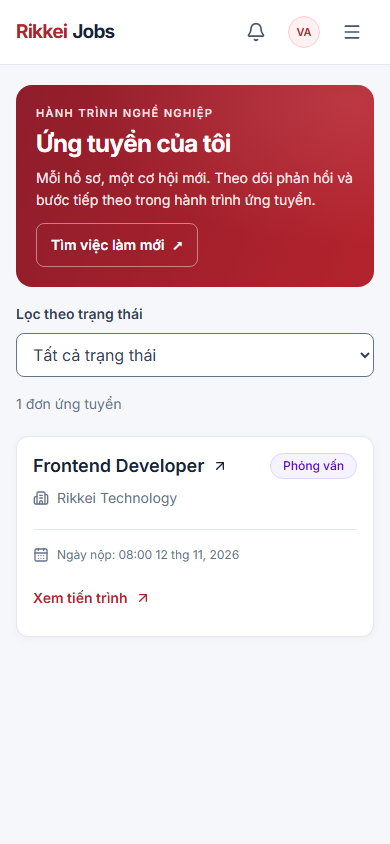 Rikkei Jobs
VA
HÀNH TRÌNH NGHỀ NGHIỆP
Ứng tuyển của tôi
Mỗi hồ sơ, một cơ hội mới. Theo dõi phản hồi và
bước tiếp theo trong hành trình ứng tuyển.
Tìm việc làm mới ↗
Lọc theo trạng thái
Tất cả trạng thái
1 đơn ứng tuyển
Frontend Developer
Phỏng vấn
Rikkei Technology
Ngày nộp: 08:00 12 thg 11, 2026
Xem tiến trình